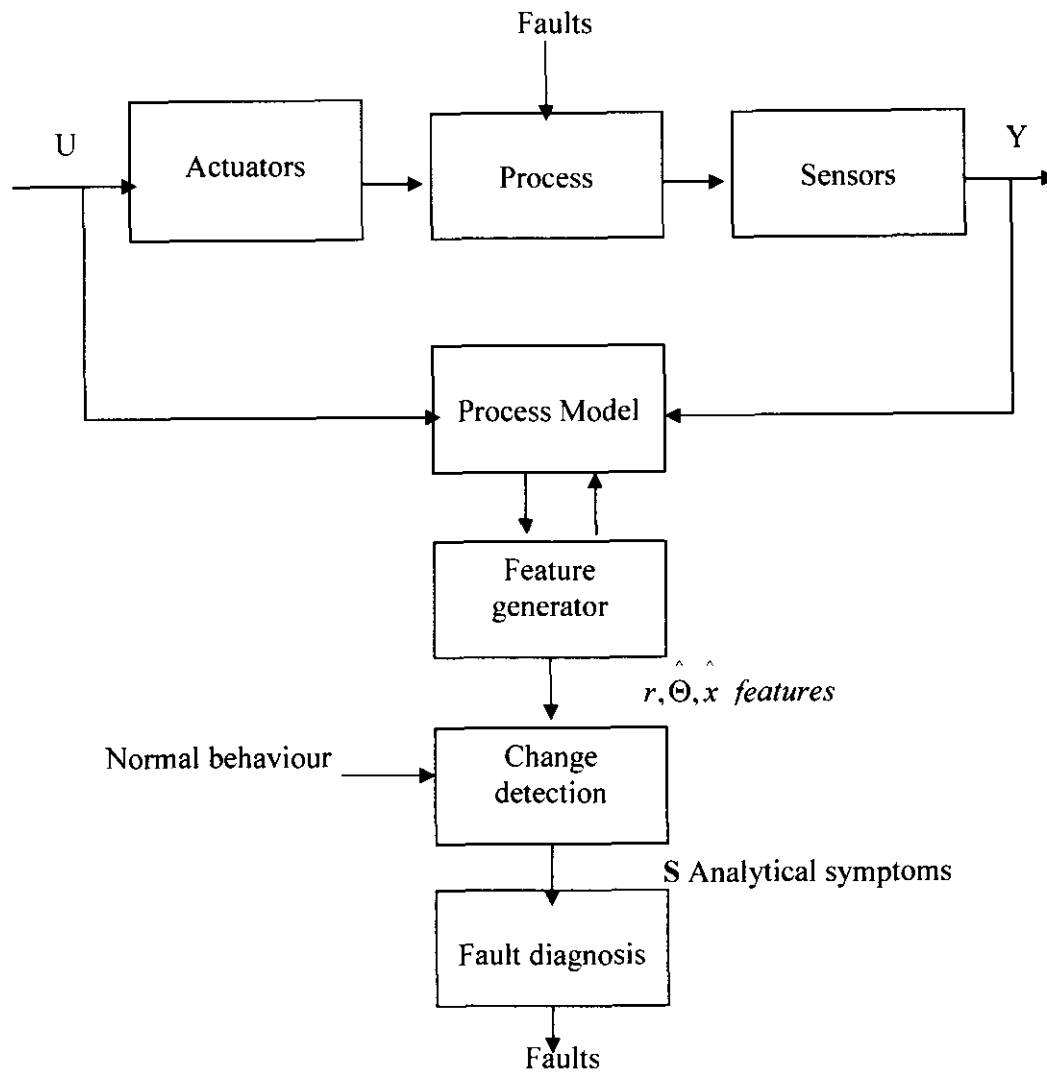 Faults
U
Actuators
Process
Sensors
Y
Process Model
Feature
generator
r, Θ̂, x̂ features
Normal behaviour
Change
detection
S Analytical symptoms
Fault diagnosis
Faults